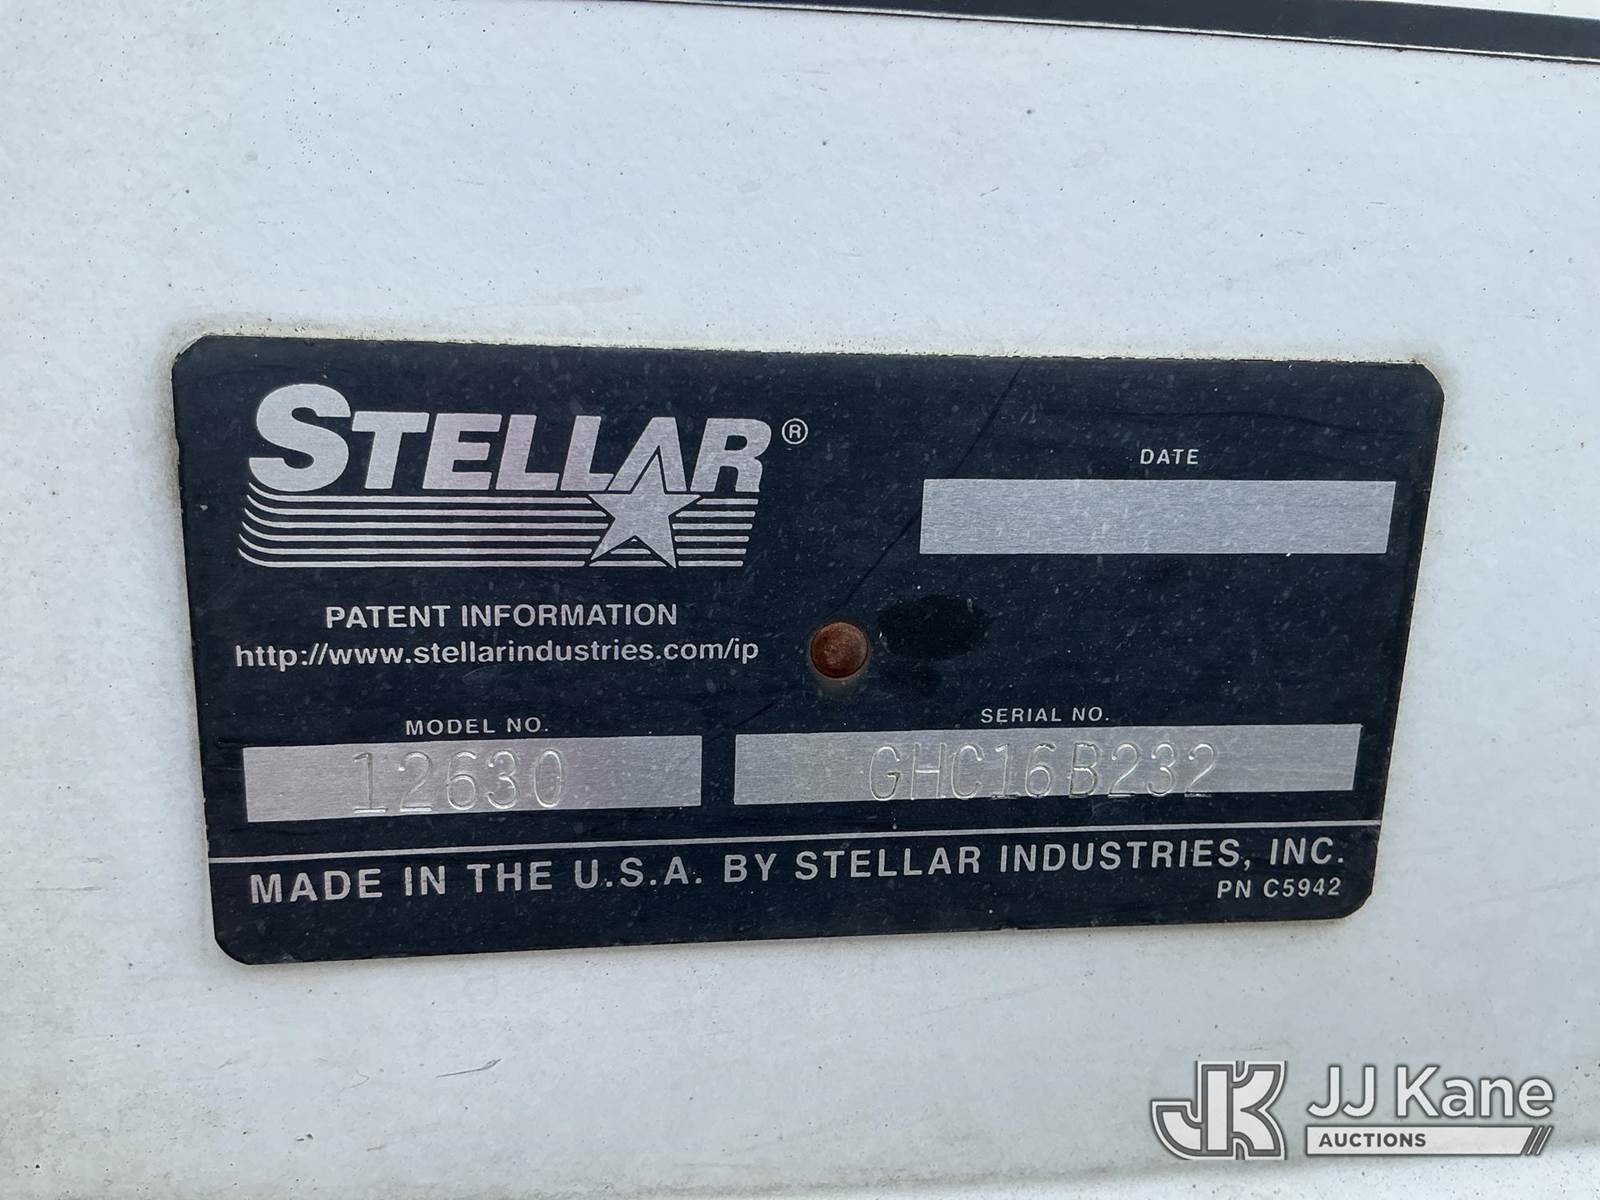 STELLAR®
DATE
PATENT INFORMATION
http://www.stellarindustries.com/ip
MODEL NO.
12630
SERIAL NO.
GHC16B232
MADE IN THE U.S.A. BY STELLAR INDUSTRIES, INC.
PN C5942
JK
JJ Kane
AUCTIONS